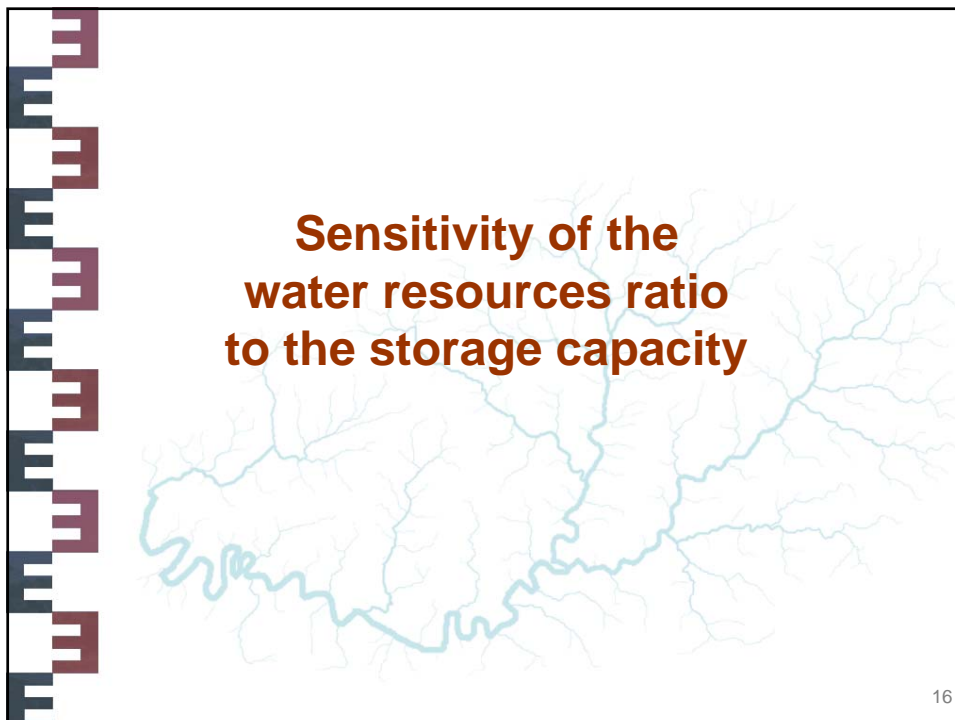 Sensitivity of the
water resources ratio
to the storage capacity
16